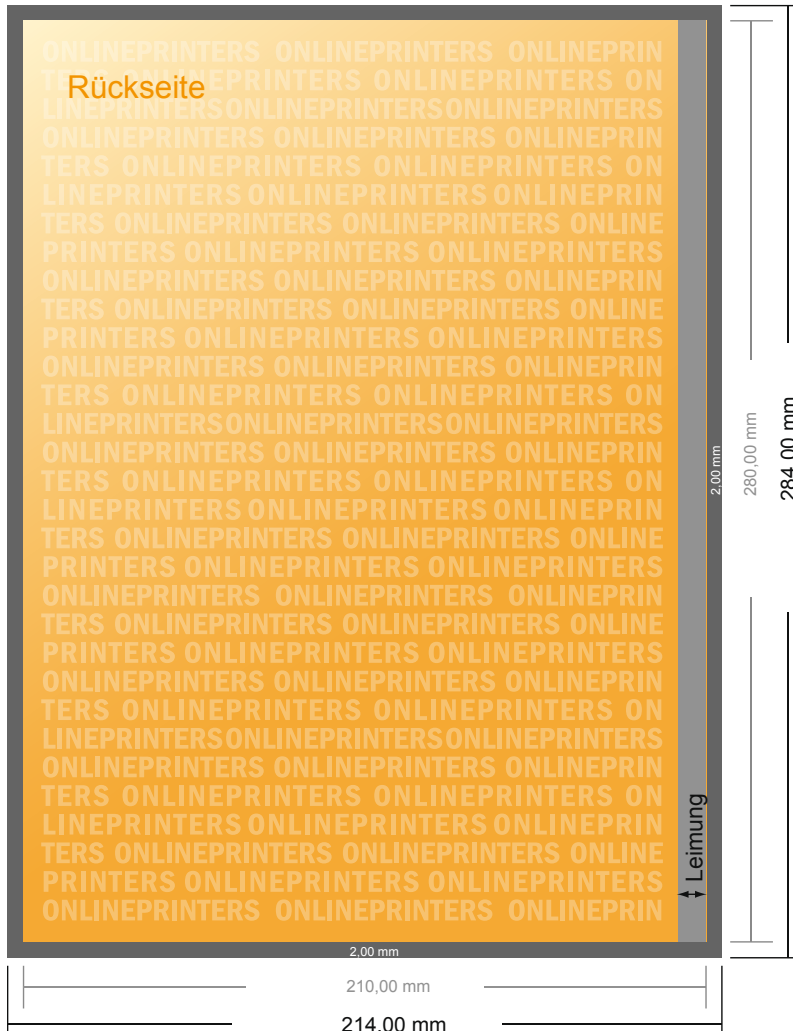 ONLINEPRINTERS ONLINEPRINTERS ONLINEPRIN
Rückseite
PRINTERS ONLINEPRINTERS ON
LINEPRINTERSONLINEPRINTERSONLINEPRINTERS
ONLINEPRINTERS ONLINEPRINTERS ONLINEPRIN
TERS ONLINEPRINTERS ONLINEPRINTERS ON
LINEPRINTERS ONLINEPRINTERS ONLINEPRIN
TERS ONLINEPRINTERS ONLINEPRINTERS ONLINE
PRINTERS ONLINEPRINTERS ONLINEPRINTERS
ONLINEPRINTERS ONLINEPRINTERS ONLINEPRIN
TERS ONLINEPRINTERS ONLINEPRINTERS ONLINE
PRINTERS ONLINEPRINTERS ONLINEPRINTERS
ONLINEPRINTERS ONLINEPRINTERS ONLINEPRIN
TERS ONLINEPRINTERS ONLINEPRINTERS ON
LINEPRINTERSONLINEPRINTERSONLINEPRINTERS
ONLINEPRINTERS ONLINEPRINTERS ONLINEPRIN
TERS ONLINEPRINTERS ONLINEPRINTERS ON
LINEPRINTERS ONLINEPRINTERS ONLINEPRIN
TERS ONLINEPRINTERS ONLINEPRINTERS ONLINE
PRINTERS ONLINEPRINTERS ONLINEPRINTERS
ONLINEPRINTERS ONLINEPRINTERS ONLINEPRIN
TERS ONLINEPRINTERS ONLINEPRINTERS ONLINE
PRINTERS ONLINEPRINTERS ONLINEPRINTERS
ONLINEPRINTERS ONLINEPRINTERS ONLINEPRIN
TERS ONLINEPRINTERS ONLINEPRINTERS ON
LINEPRINTERSONLINEPRINTERSONLINEPRINTERS
ONLINEPRINTERS ONLINEPRINTERS ONLINEPRIN
TERS ONLINEPRINTERS ONLINEPRINTERS ON
LINEPRINTERS ONLINEPRINTERS ONLINEPRIN
TERS ONLINEPRINTERS ONLINEPRINTERS ONLINE
PRINTERS ONLINEPRINTERS ONLINEPRINTERS
ONLINEPRINTERS ONLINEPRINTERS ONLINEPRIN
Leimung
2,00 mm
280,00 mm
284,00 mm
2,00 mm
210,00 mm
214,00 mm